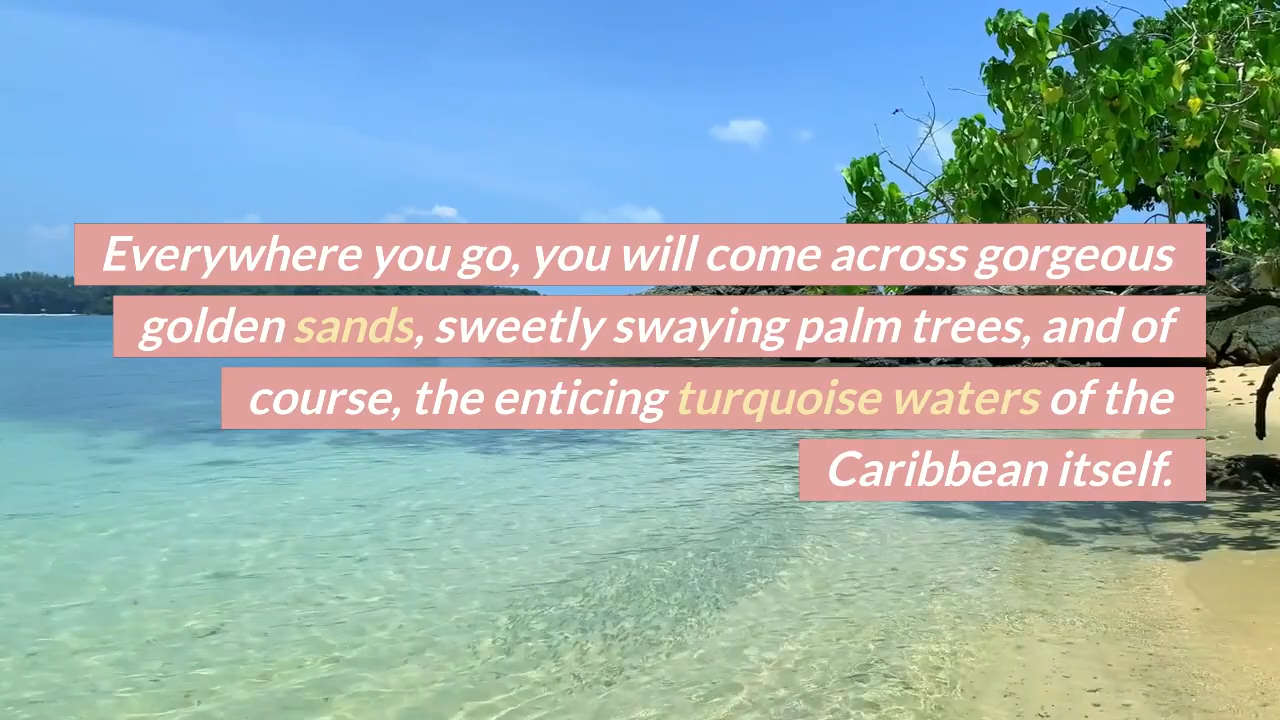 Everywhere you go, you will come across gorgeous
golden sands, sweetly swaying palm trees, and of
course, the enticing turquoise waters of the
Caribbean itself.